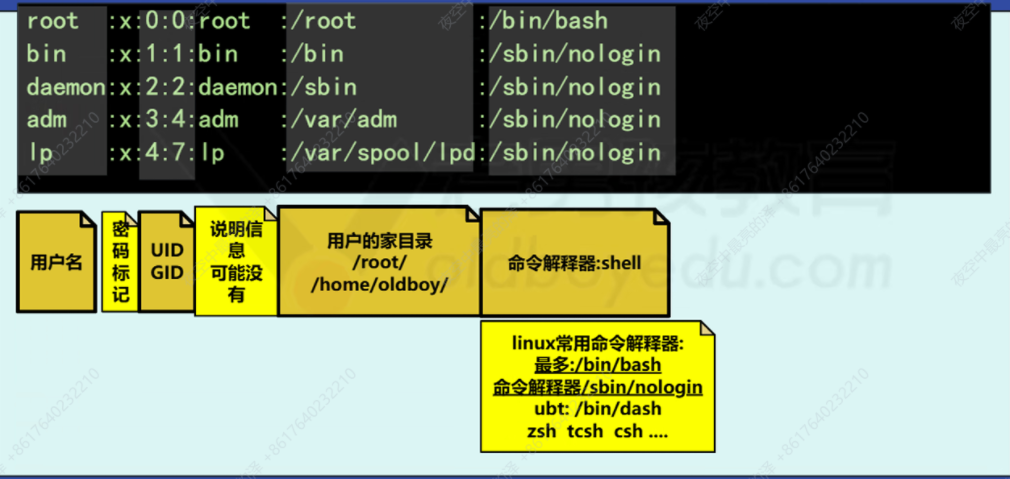 root   :x:0:0:root   :/root          :/bin/bash
bin    :x:1:1:bin    :/bin           :/sbin/nologin
daemon:x:2:2:daemon:/sbin          :/sbin/nologin
adm    :x:3:4:adm    :/var/adm       :/sbin/nologin
lp     :x:4:7:lp     :/var/spool/lpd:/sbin/nologin
用户名
密
码
标
记
UID
GID
说明信
息
可能没
有
用户的家目录
/root/
/home/oldboy/
命令解释器:shell
linux常用命令解释器:
最多:/bin/bash
命令解释器/sbin/nologin
ubt: /bin/dash
zsh tcsh csh ....
oldboyedu.com
+8617640232210